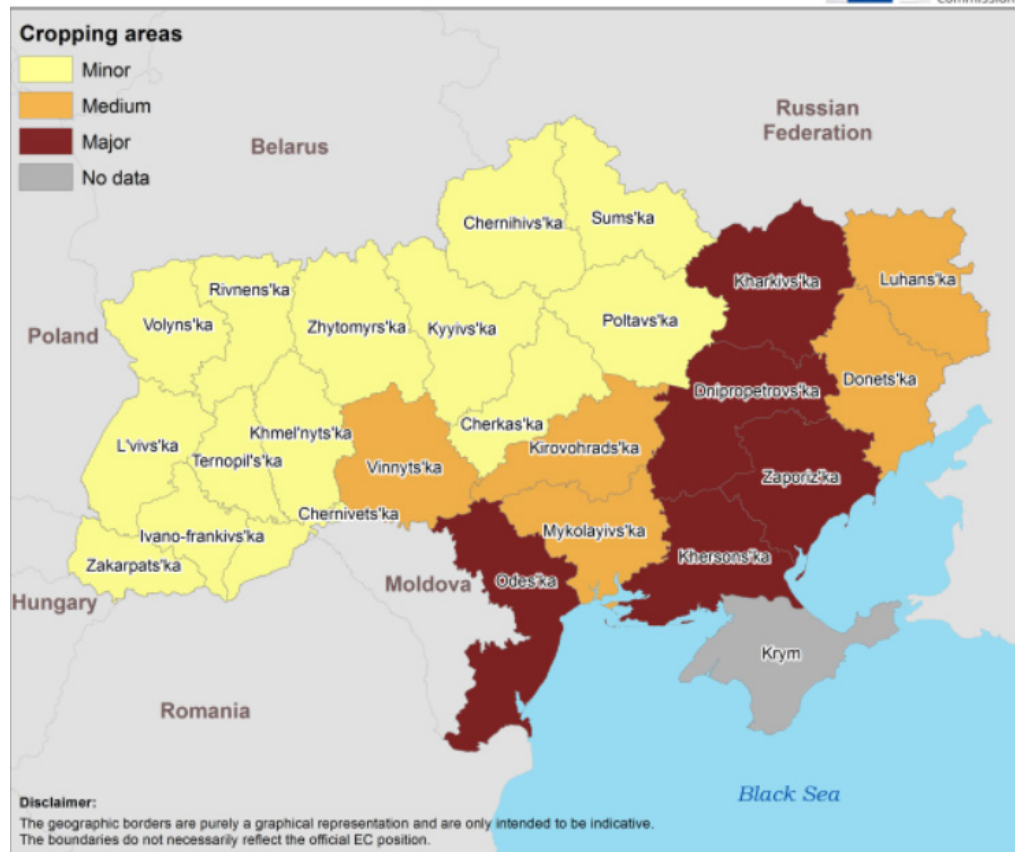 Commission
Cropping areas
Minor
Medium
Major
No data
Russian
Federation
Belarus
Chernihivs'ka
Sums'ka
Kharkivs'ka
Luhans'ka
Rivnens'ka
Volyns'ka
Zhytomyrs'ka
Kyyivs'ka
Poltavs'ka
Poland
Donets'ka
Dnipropetrovs'ka
Cherkas'ka
Khmel'nyts'ka
L'vivs'ka
Ternopil's'ka
Vinnyts'ka
Kirovohrads'ka
Zaporiz'ka
Chernivets'ka
Ivano-frankivs'ka
Mykolayivs'ka
Khersons'ka
Zakarpats'ka
Moldova
Odes'ka
Hungary
Krym
Romania
Black Sea
Disclaimer:
The geographic borders are purely a graphical representation and are only intended to be indicative.
The boundaries do not necessarily reflect the official EC position.